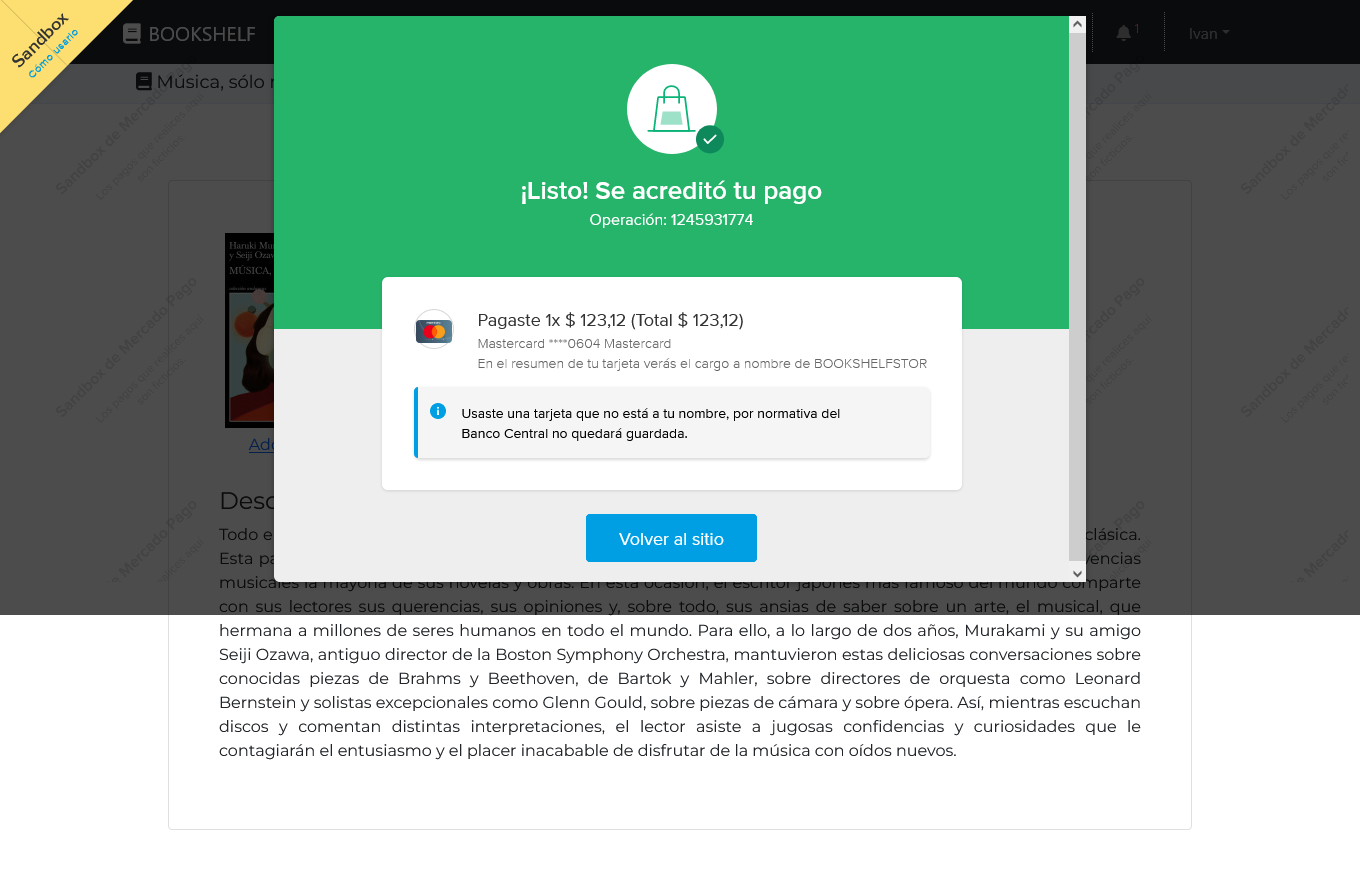 Sandbox
Cómo usarlo
BOOKSHELF
1
Ivan
Música, sólo
Sandbox de Mercado Pago
Los pagos que realices aquí
son ficticios
¡Listo! Se acreditó tu pago
Operación: 1245931774
Haruki Mu
y Seiji Ozaw
MÚSICA,
Pagaste 1x $ 123,12 (Total $ 123,12)
Mastercard ****0604 Mastercard
En el resumen de tu tarjeta verás el cargo a nombre de BOOKSHELFSTOR
Usaste una tarjeta que no está a tu nombre, por normativa del
Banco Central no quedará guardada.
Volver al sitio
Desc
Todo e
clásica.
Esta pa
vencias
musicales la mayoría de sus novelas y obras. En esta ocasión, el escritor japonés más famoso del mundo comparte
con sus lectores sus querencias, sus opiniones y, sobre todo, sus ansias de saber sobre un arte, el musical, que
hermana a millones de seres humanos en todo el mundo. Para ello, a lo largo de dos años, Murakami y su amigo
Seiji Ozawa, antiguo director de la Boston Symphony Orchestra, mantuvieron estas deliciosas conversaciones sobre
conocidas piezas de Brahms y Beethoven, de Bartok y Mahler, sobre directores de orquesta como Leonard
Bernstein y solistas excepcionales como Glenn Gould, sobre piezas de cámara y sobre ópera. Así, mientras escuchan
discos y comentan distintas interpretaciones, el lector asiste a jugosas confidencias y curiosidades que le
contagiarán el entusiasmo y el placer inacabable de disfrutar de la música con oídos nuevos.